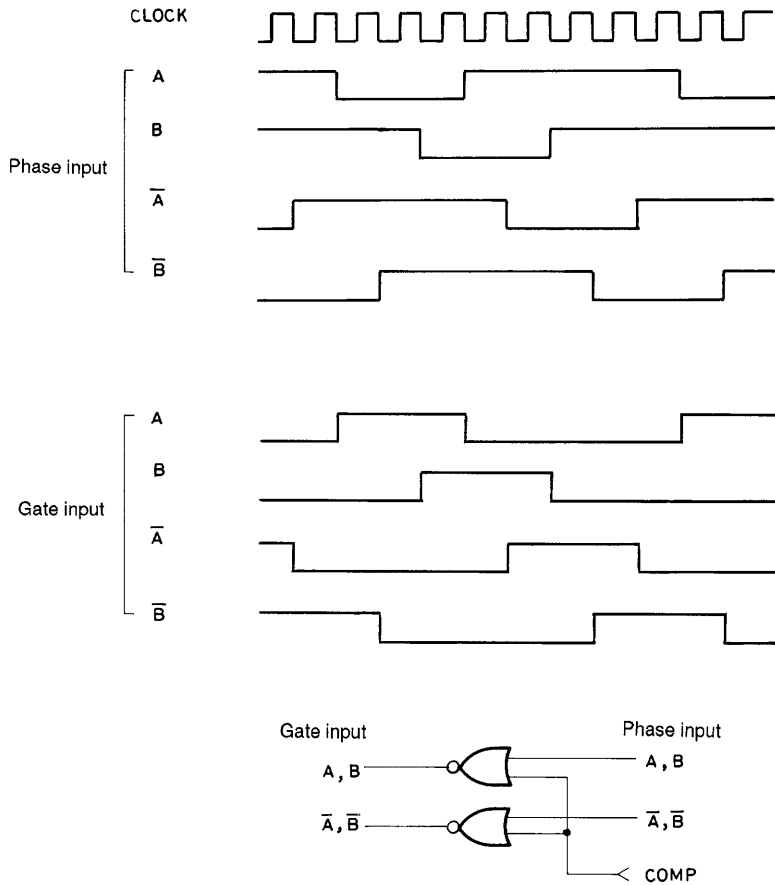 CLOCK
A
B
Phase input
A̅
B̅
A
B
Gate input
A̅
B̅
Gate input
Phase input
A, B
A, B
A̅, B̅
A̅, B̅
COMP